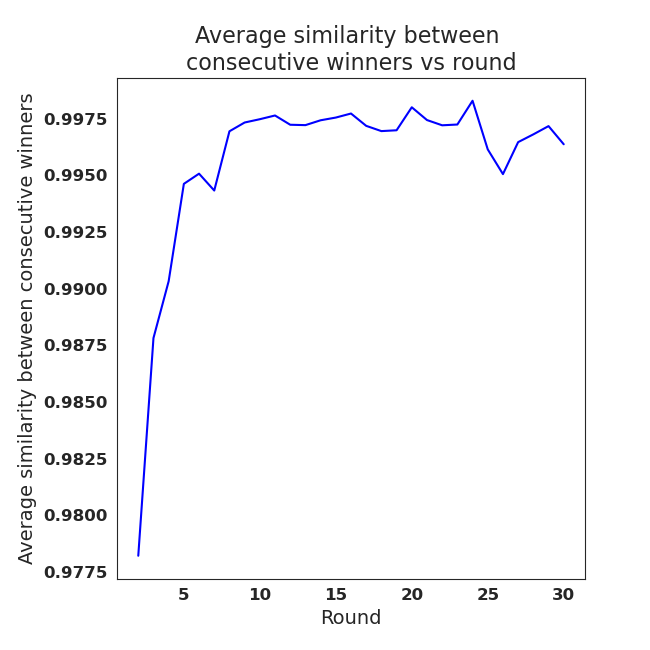 Average similarity between
consecutive winners vs round
Average similarity between consecutive winners
0.9975
0.9950
0.9925
0.9900
0.9875
0.9850
0.9825
0.9800
0.9775
5 10 15 20 25 30
Round